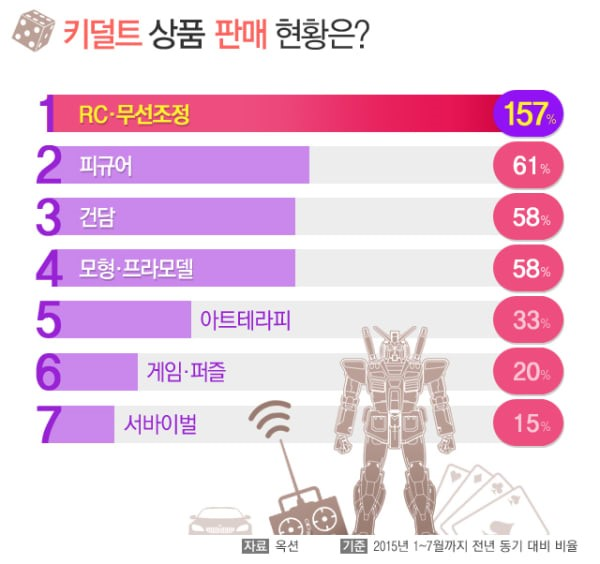 키덜트 상품 판매 현황은?
1 RC·무선조정 157%
2 피규어 61%
3 건담 58%
4 모형·프라모델 58%
5 아트테라피 33%
6 게임·퍼즐 20%
7 서바이벌 15%
자료 옥션 기준 2015년 1~7월까지 전년 동기 대비 비율